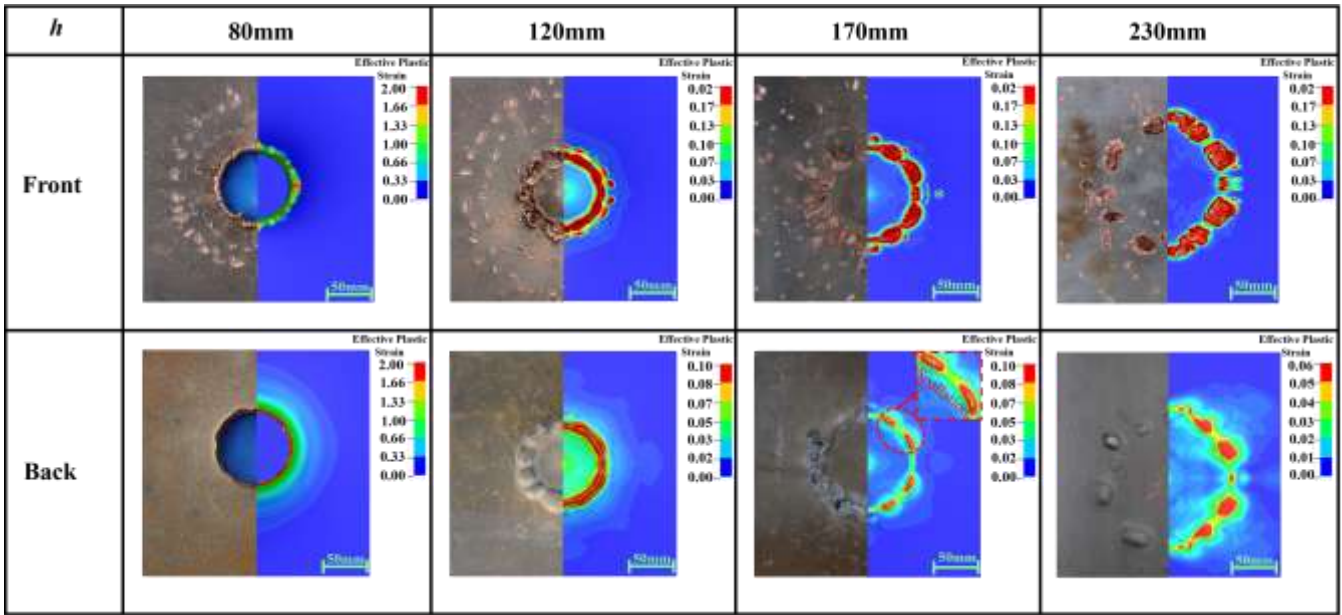 h 80mm 120mm 170mm 230mm
Front
Effective Plastic
Strain
2.00
1.66
1.33
1.00
0.66
0.33
0.00
50mm
Effective Plastic
Strain
0.02
0.17
0.13
0.10
0.07
0.03
0.00
50mm
Effective Plastic
Strain
0.02
0.17
0.13
0.10
0.07
0.03
0.00
50mm
Effective Plastic
Strain
0.02
0.17
0.13
0.10
0.07
0.03
0.00
50mm
Back
Effective Plastic
Strain
2.00
1.66
1.33
1.00
0.66
0.33
0.00
50mm
Effective Plastic
Strain
0.10
0.08
0.07
0.05
0.03
0.02
0.00
50mm
Effective Plastic
Strain
0.10
0.08
0.07
0.05
0.03
0.02
0.00
50mm
Effective Plastic
Strain
0.06
0.05
0.04
0.03
0.02
0.01
0.00
50mm